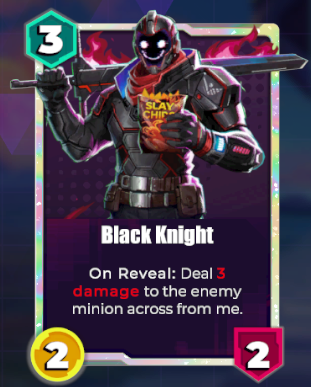 3
SLAY
CHIPS
Black Knight
On Reveal: Deal 3
damage to the enemy
minion across from me.
2
2